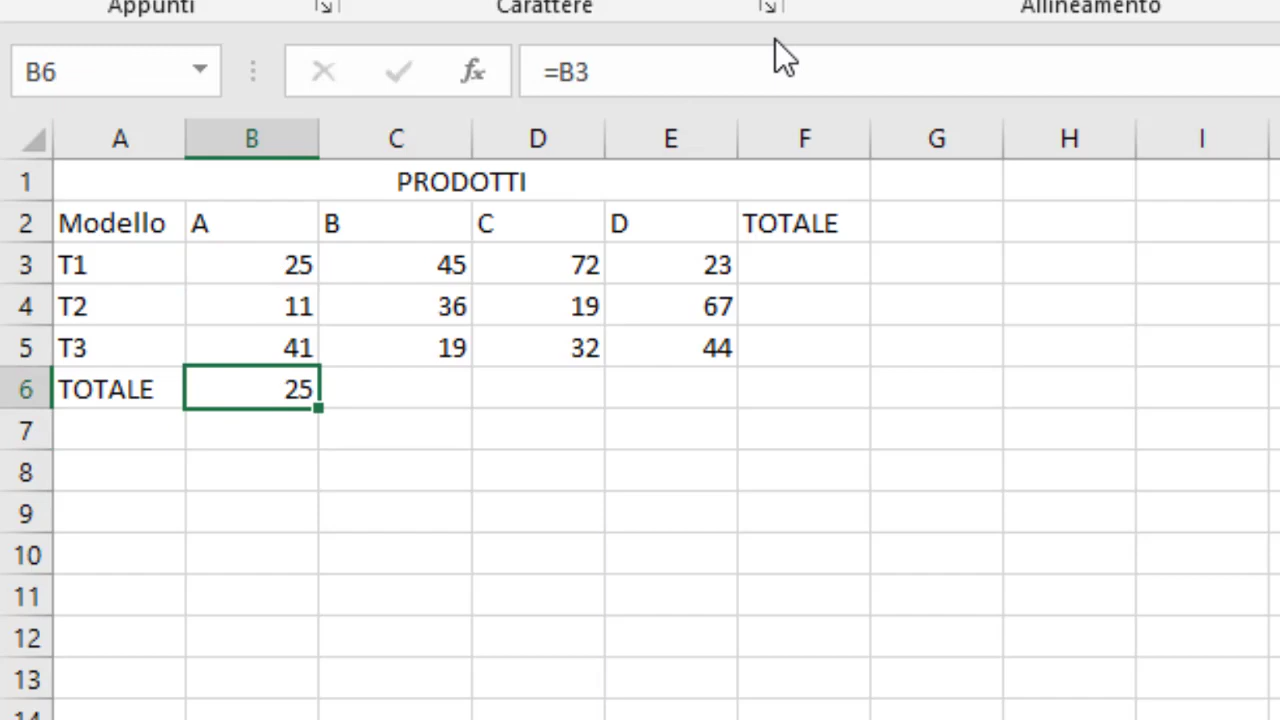 Appunti Carattere Allineamento
B6 fx =B3
A B C D E F G H I
1 PRODOTTI
2 Modello A B C D TOTALE
3 T1 25 45 72 23
4 T2 11 36 19 67
5 T3 41 19 32 44
6 TOTALE 25
7
8
9
10
11
12
13
14